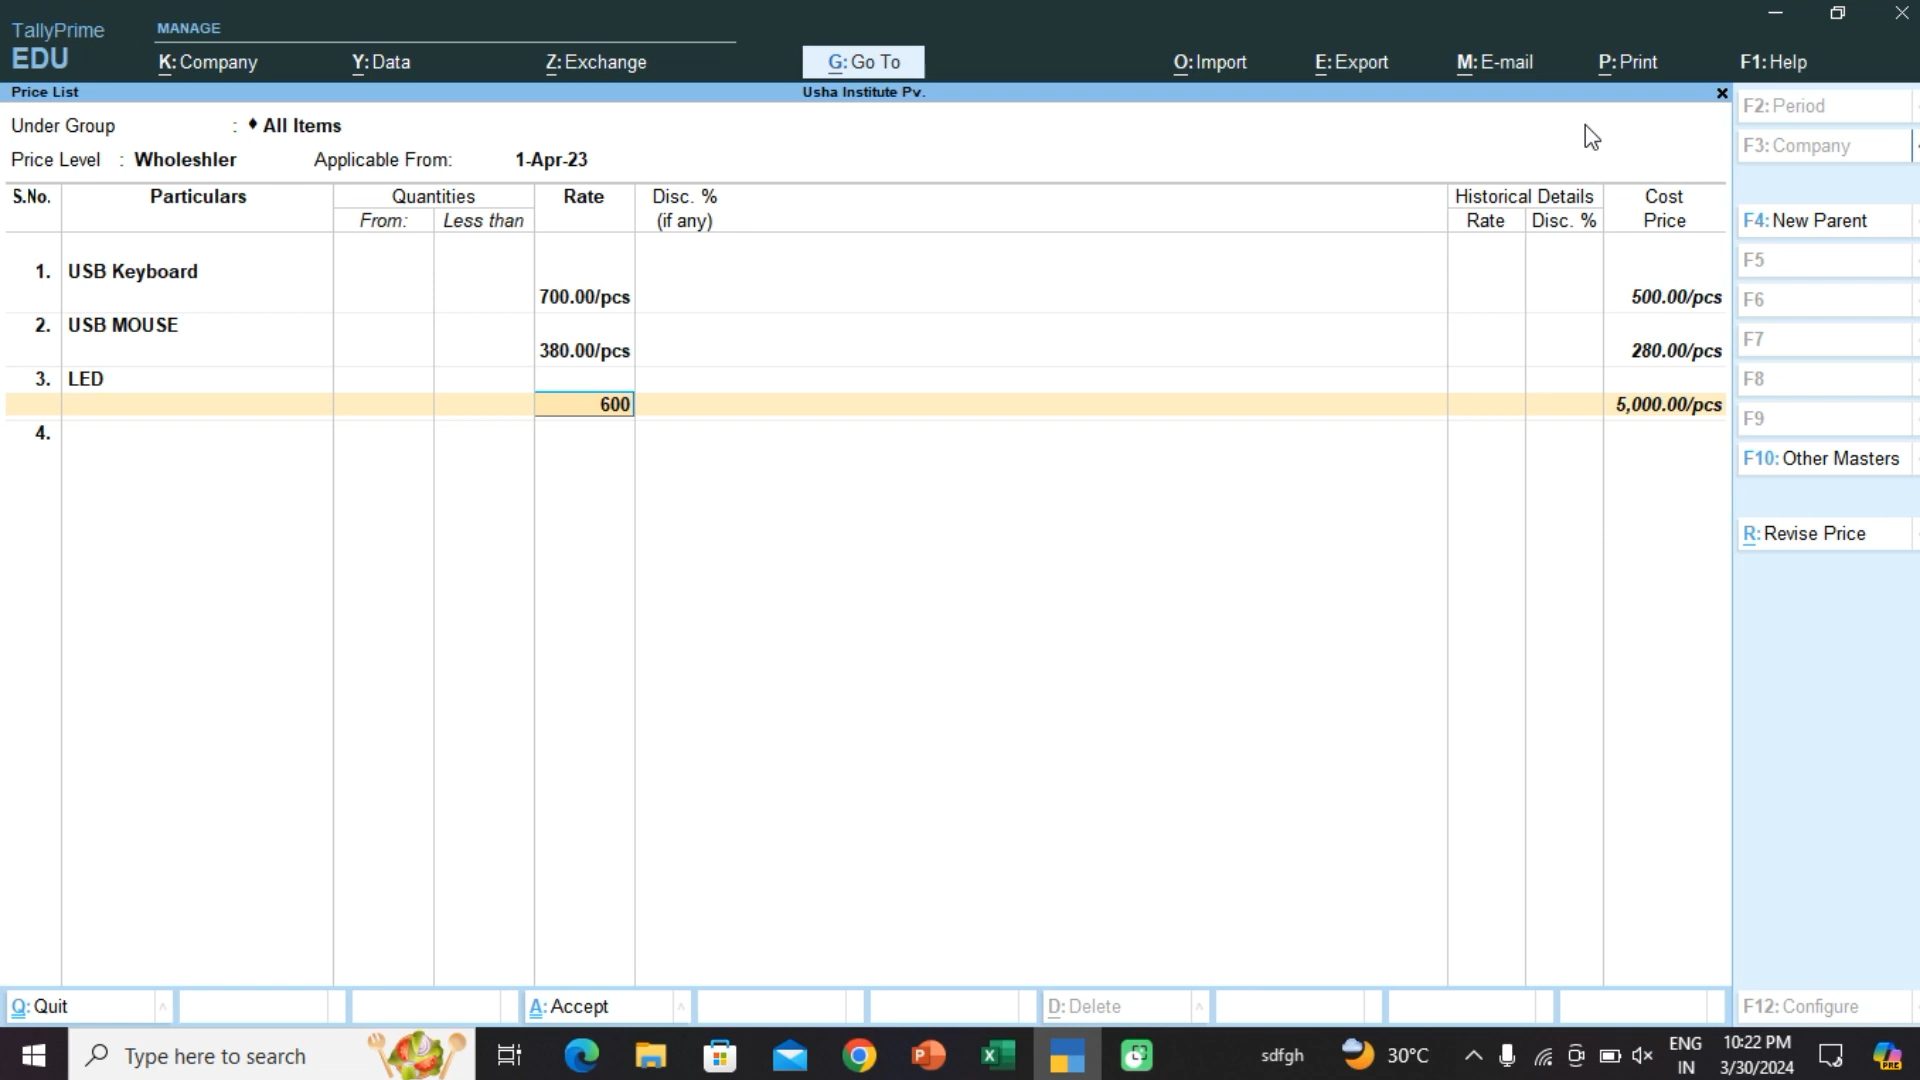 TallyPrime
EDU
MANAGE
K: Company
Y: Data
Z: Exchange
G: Go To
O: Import
E: Export
M: E-mail
P: Print
F1: Help
Price List
Usha Institute Pv.
Under Group : ♦ All Items
Price Level : Wholeshler Applicable From: 1-Apr-23
S.No. Particulars Quantities Rate Disc. % Historical Details Cost
From: Less than (if any) Rate Disc. % Price
1. USB Keyboard
700.00/pcs 500.00/pcs
2. USB MOUSE
380.00/pcs 280.00/pcs
3. LED
600 5,000.00/pcs
4.
F2: Period
F3: Company
F4: New Parent
F5
F6
F7
F8
F9
F10: Other Masters
R: Revise Price
F12: Configure
Q: Quit
A: Accept
D: Delete
Type here to search
sdfgh
30°C
ENG
IN
10:22 PM
3/30/2024
PRE